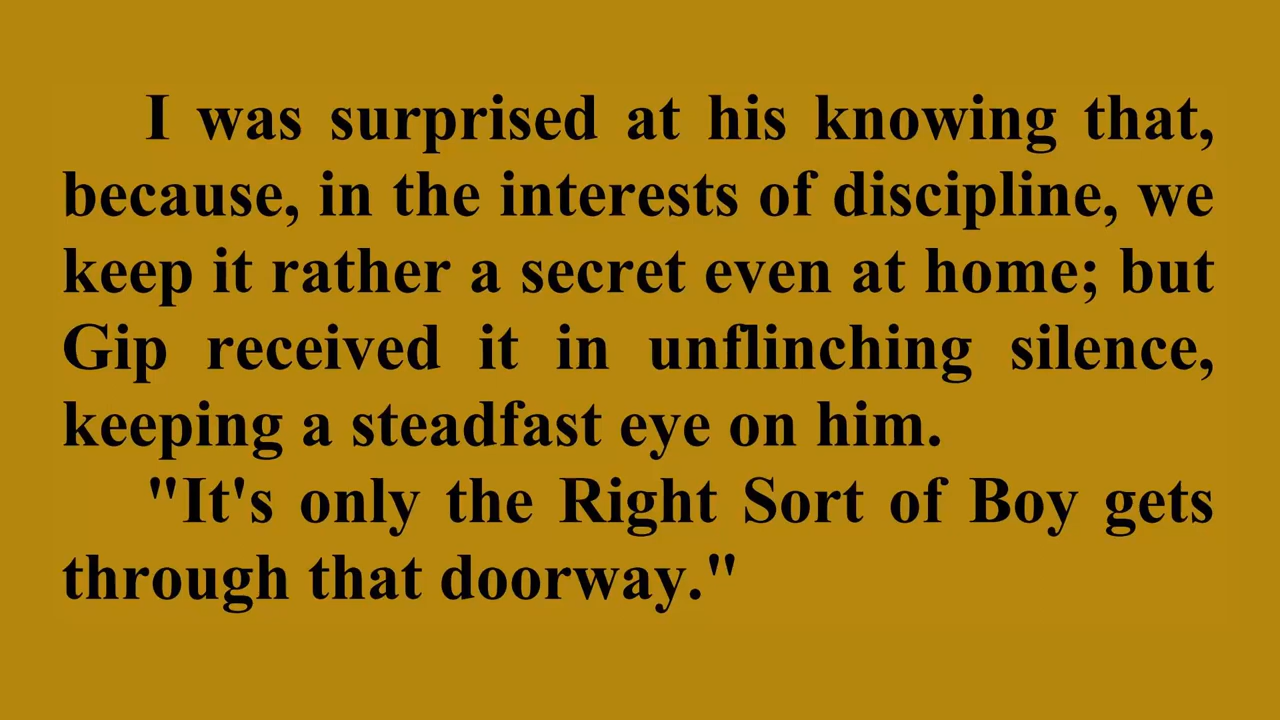 I was surprised at his knowing that,
because, in the interests of discipline, we
keep it rather a secret even at home; but
Gip received it in unflinching silence,
keeping a steadfast eye on him.
"It's only the Right Sort of Boy gets
through that doorway."